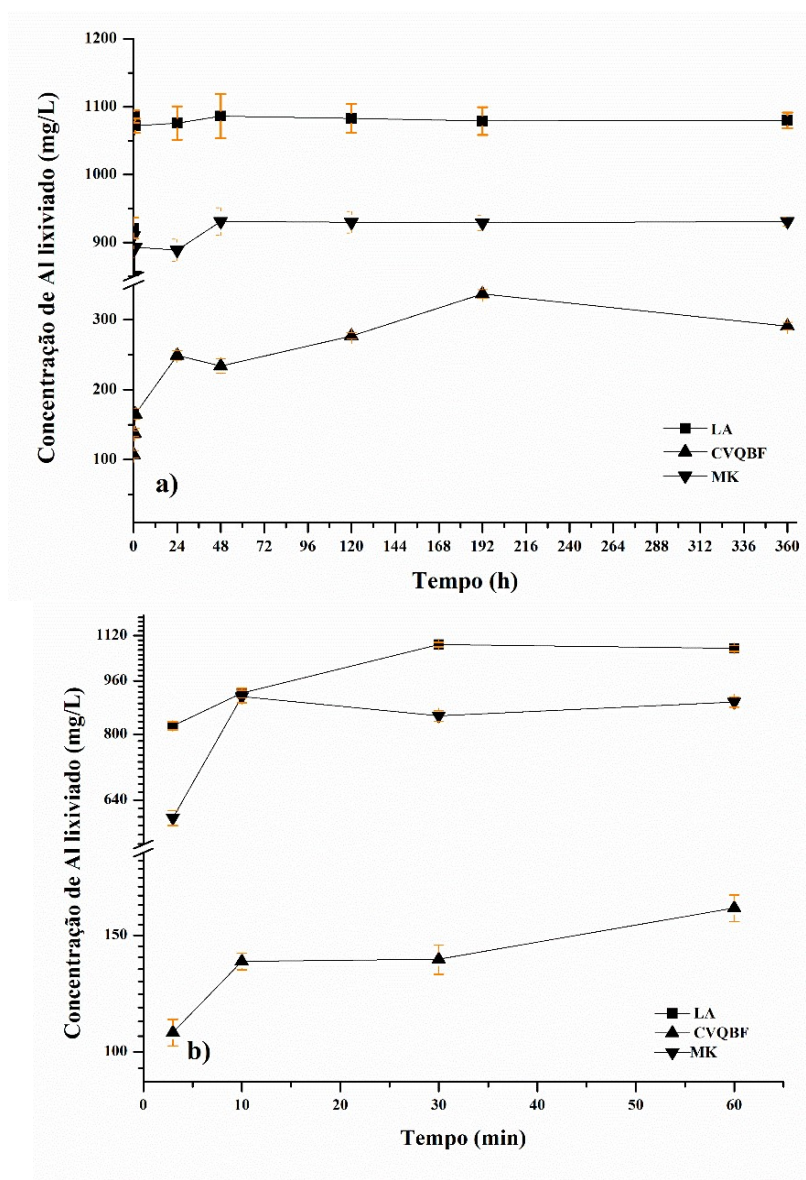 Concentração de Al lixiviado (mg/L)
1200
1100
1000
900
300
200
100
LA
CVQBF
MK
a)
0 24 48 72 96 120 144 168 192 216 240 264 288 312 336 360
Tempo (h)
Concentração de Al lixiviado (mg/L)
1120
960
800
640
150
100
LA
CVQBF
MK
b)
0 10 20 30 40 50 60
Tempo (min)